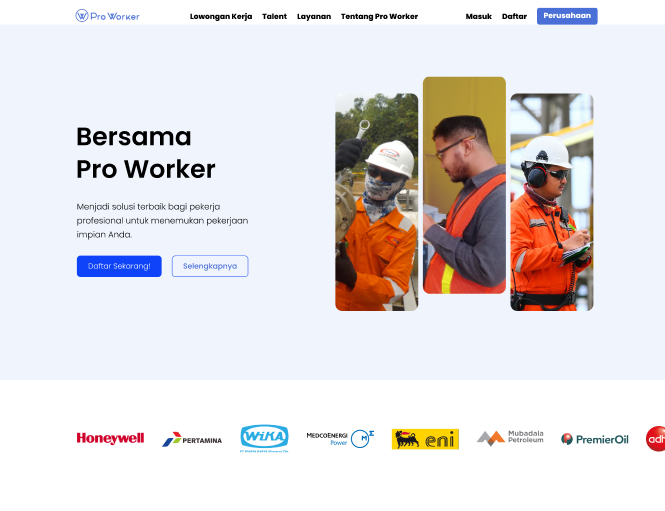 Pro Worker
Lowongan Kerja
Talent
Layanan
Tentang Pro Worker
Masuk
Daftar
Perusahaan
Bersama
Pro Worker
Menjadi solusi terbaik bagi pekerja
profesional untuk menemukan pekerjaan
impian Anda.
Daftar Sekarang!
Selengkapnya
Honeywell
PERTAMINA
WIKA
MEDCOENERGI
Power
ME
eni
Mubadala
Petroleum
PremierOil
adh